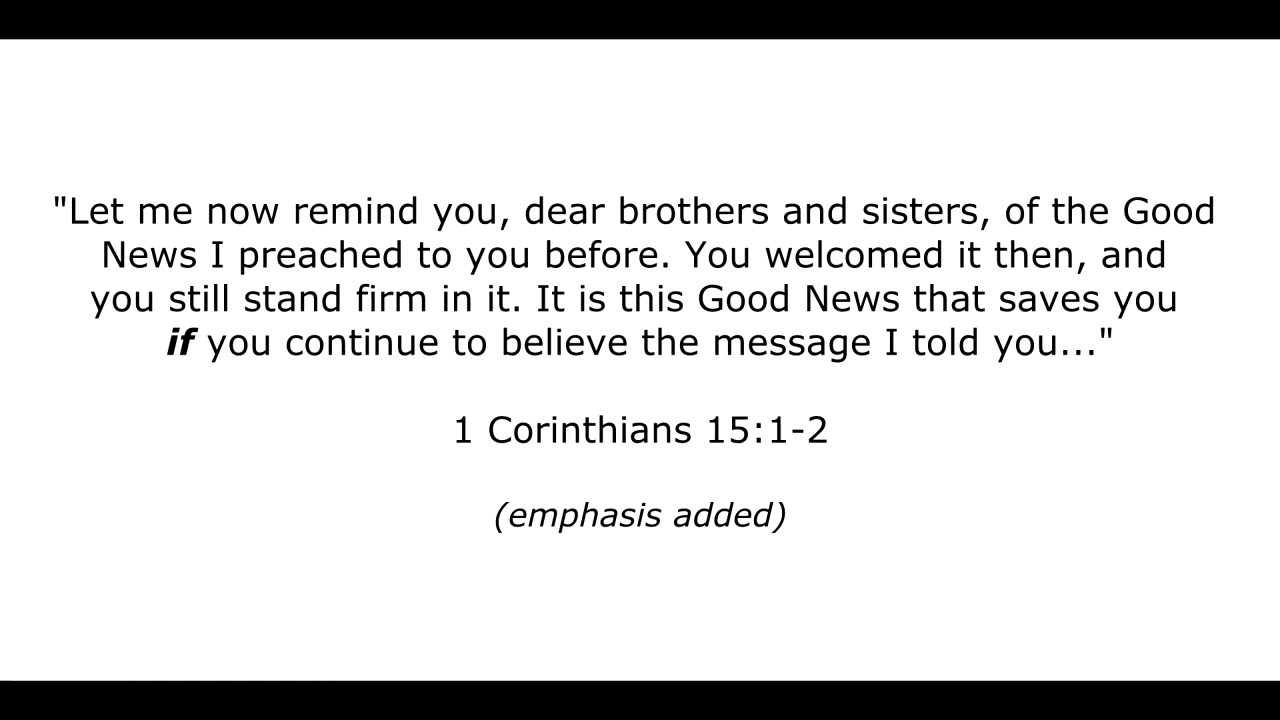 "Let me now remind you, dear brothers and sisters, of the Good
News I preached to you before. You welcomed it then, and
you still stand firm in it. It is this Good News that saves you
if you continue to believe the message I told you..."
1 Corinthians 15:1-2
(emphasis added)